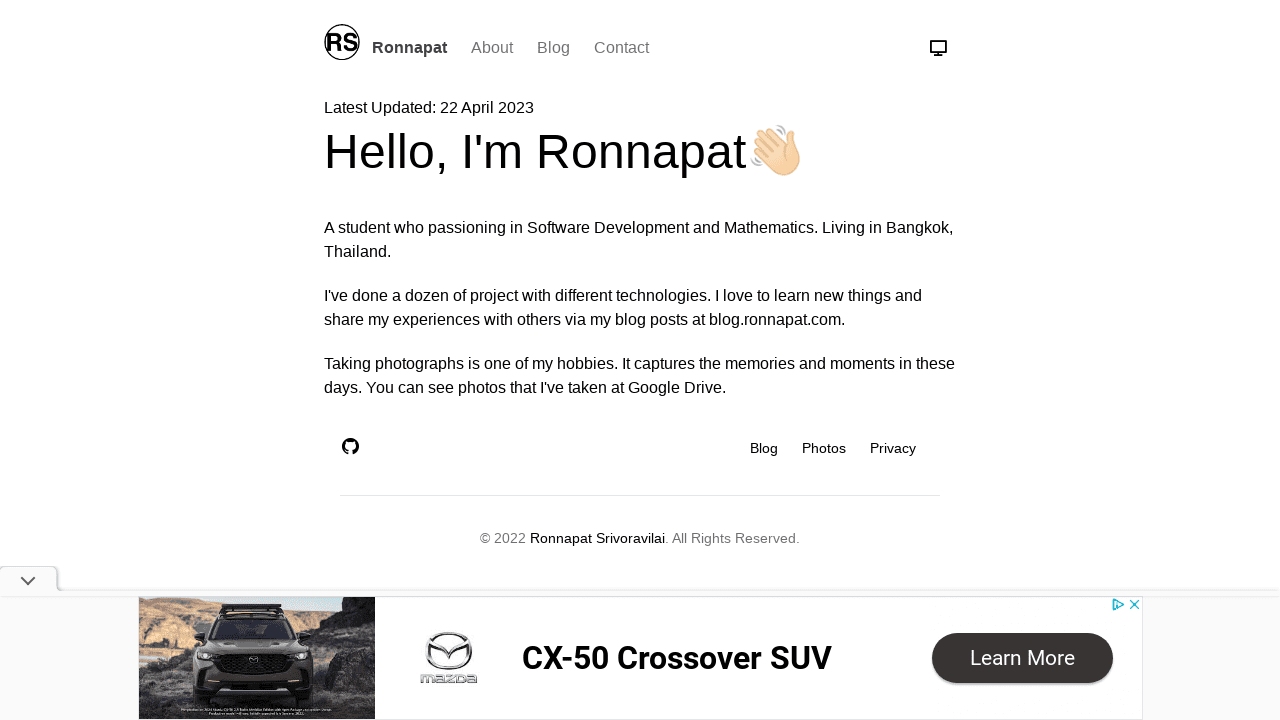 RS
Ronnapat About Blog Contact
Latest Updated: 22 April 2023
Hello, I'm Ronnapat👋🏻
A student who passioning in Software Development and Mathematics. Living in Bangkok,
Thailand.
I've done a dozen of project with different technologies. I love to learn new things and
share my experiences with others via my blog posts at blog.ronnapat.com.
Taking photographs is one of my hobbies. It captures the memories and moments in these
days. You can see photos that I've taken at Google Drive.
Blog Photos Privacy
© 2022 Ronnapat Srivoravilai. All Rights Reserved.
mazda
CX-50 Crossover SUV
Learn More